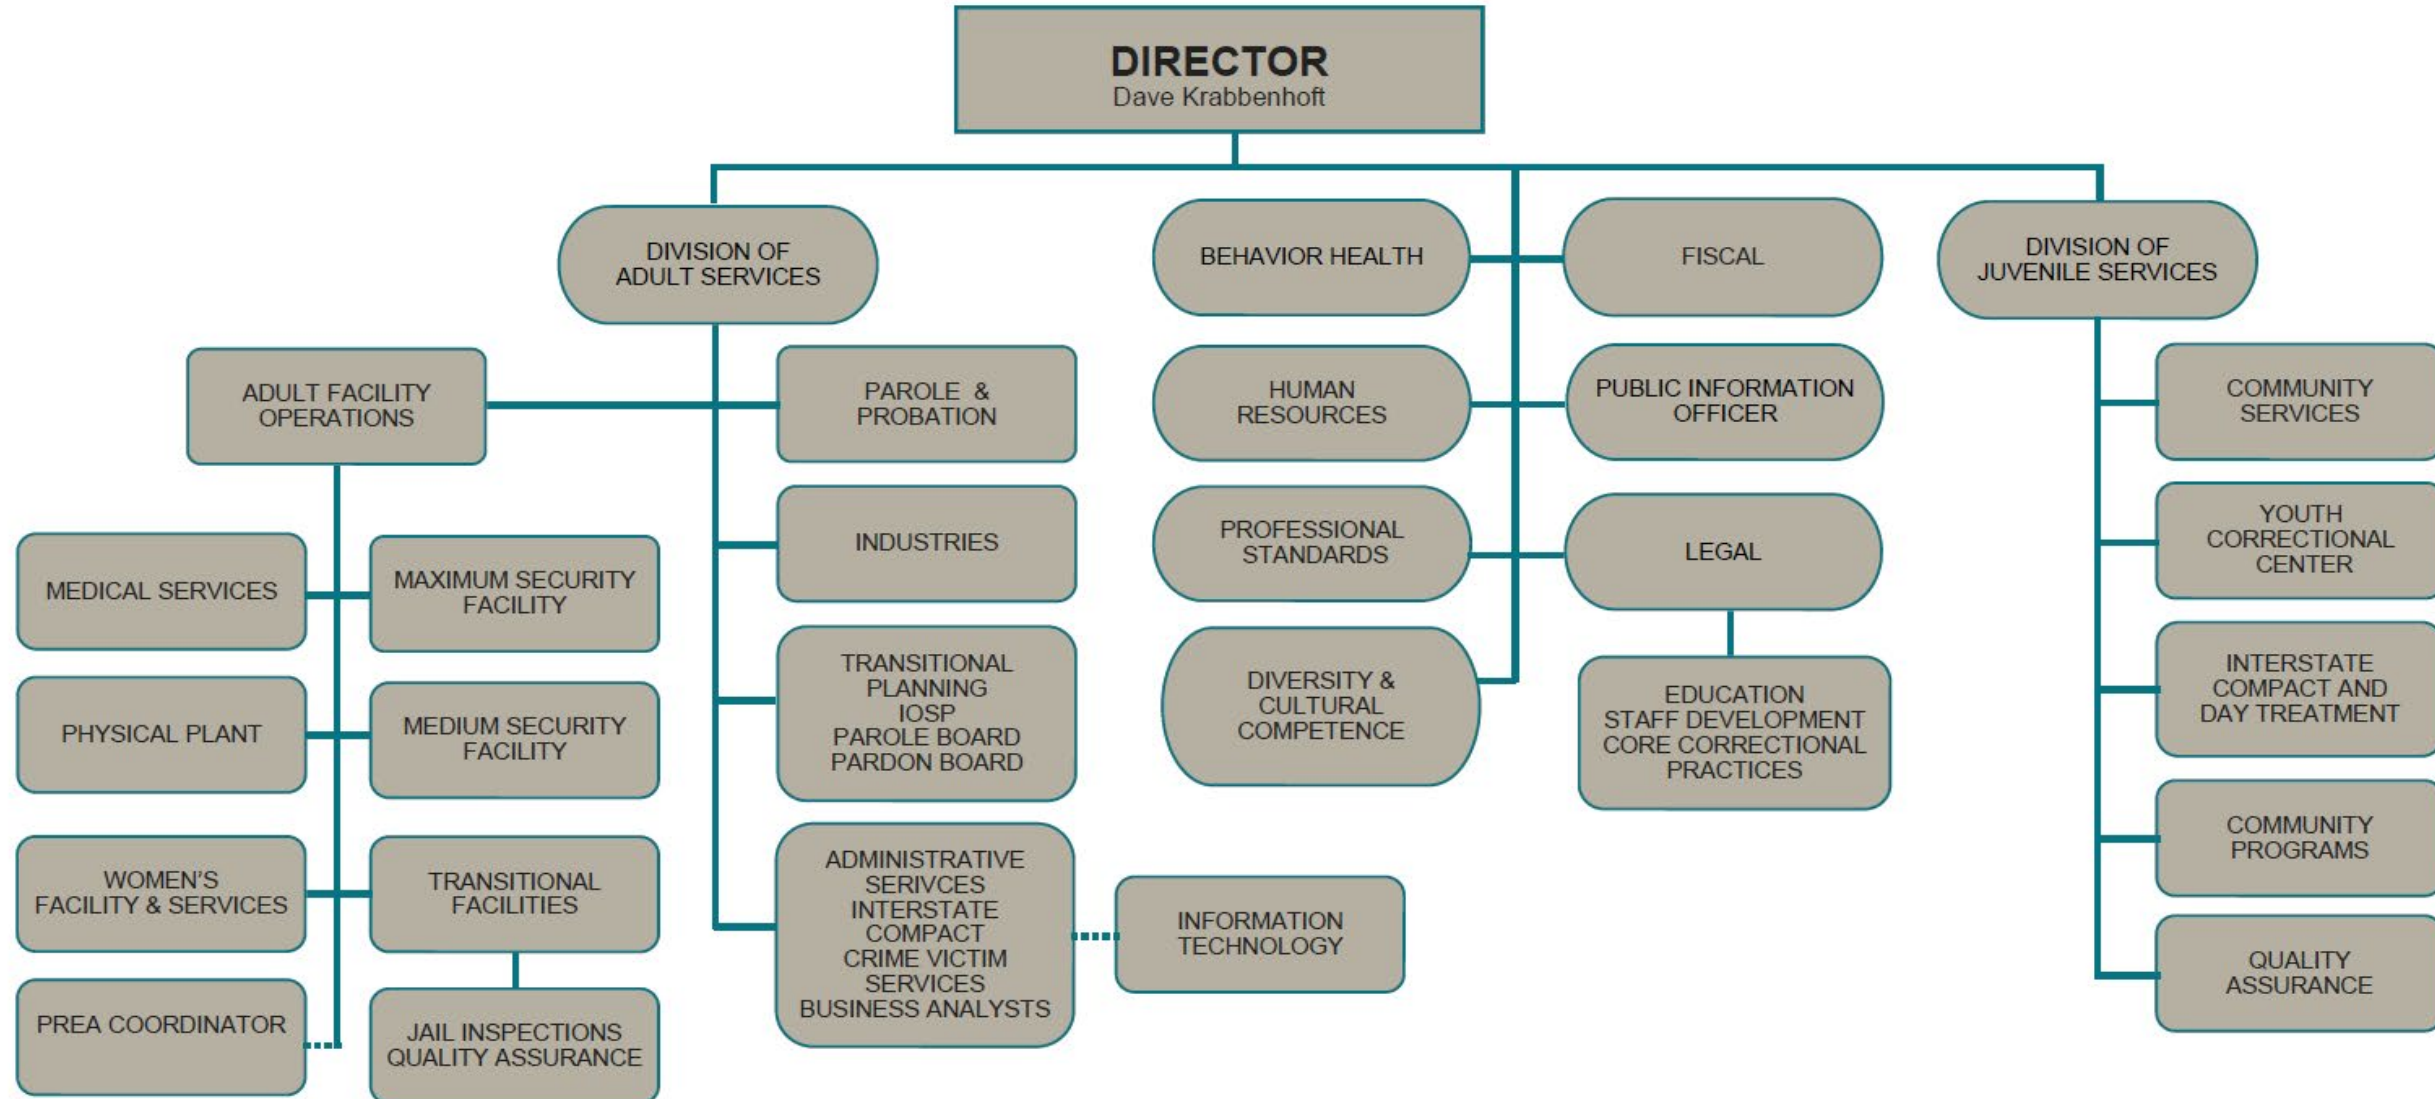 DIRECTOR
Dave Krabbenhoft
DIVISION OF
ADULT SERVICES
BEHAVIOR HEALTH
FISCAL
DIVISION OF
JUVENILE SERVICES
ADULT FACILITY
OPERATIONS
PAROLE &
PROBATION
HUMAN
RESOURCES
PUBLIC INFORMATION
OFFICER
COMMUNITY
SERVICES
INDUSTRIES
PROFESSIONAL
STANDARDS
LEGAL
YOUTH
CORRECTIONAL
CENTER
MEDICAL SERVICES
MAXIMUM SECURITY
FACILITY
TRANSITIONAL
PLANNING
IOSP
PAROLE BOARD
PARDON BOARD
DIVERSITY &
CULTURAL
COMPETENCE
EDUCATION
STAFF DEVELOPMENT
CORE CORRECTIONAL
PRACTICES
INTERSTATE
COMPACT AND
DAY TREATMENT
PHYSICAL PLANT
MEDIUM SECURITY
FACILITY
COMMUNITY
PROGRAMS
WOMEN'S
FACILITY & SERVICES
TRANSITIONAL
FACILITIES
ADMINISTRATIVE
SERIVCES
INTERSTATE
COMPACT
CRIME VICTIM
SERVICES
BUSINESS ANALYSTS
INFORMATION
TECHNOLOGY
QUALITY
ASSURANCE
PREA COORDINATOR
JAIL INSPECTIONS
QUALITY ASSURANCE